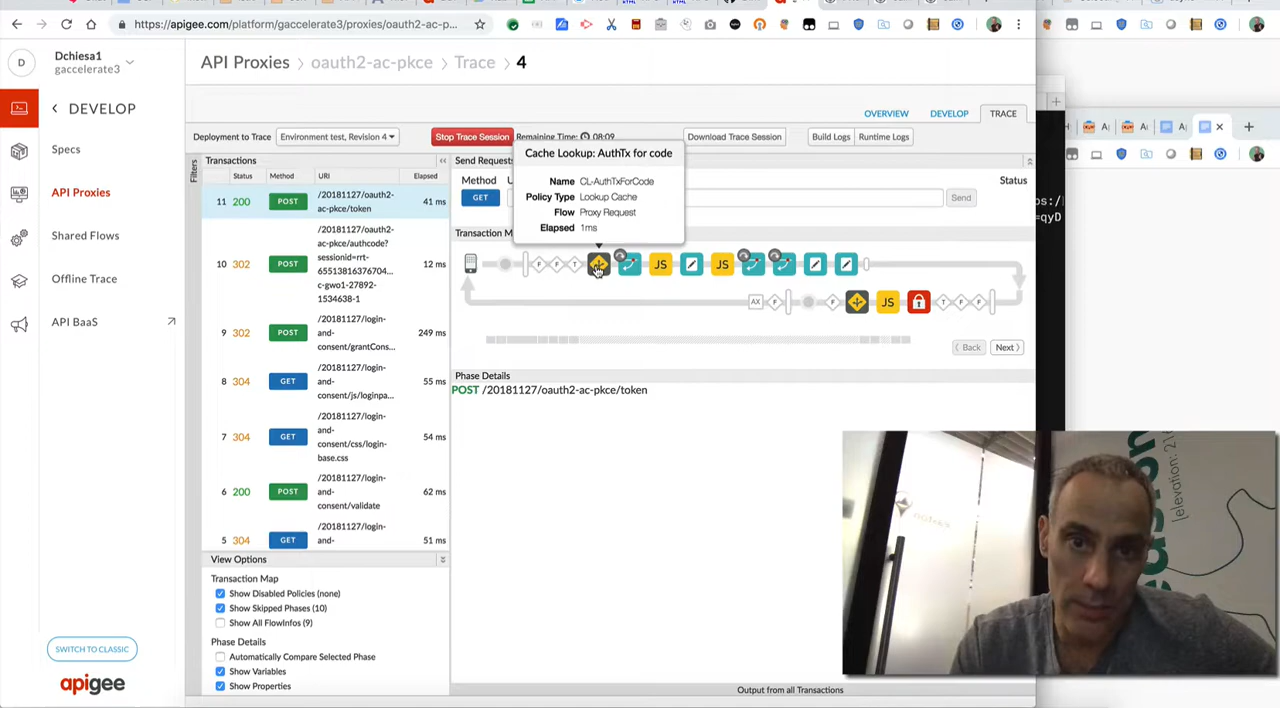 https://apigee.com/platform/gaccelerate3/proxies/oauth2-ac-p...
D
Dchiesa1
gaccelerate3
DEVELOP
Specs
API Proxies
Shared Flows
Offline Trace
API BaaS
SWITCH TO CLASSIC
apigee
API Proxies > oauth2-ac-pkce > Trace > 4
OVERVIEW
DEVELOP
TRACE
Deployment to Trace
Environment test, Revision 4
Stop Trace Session
Remaining Time: 08:09
Download Trace Session
Build Logs
Runtime Logs
Filters
Transactions
Status Method URI Elapsed
11 200 POST /20181127/oauth2-
ac-pkce/token
41 ms
10 302 POST /20181127/oauth2-
ac-pkce/authcode?
sessionid=rrt-
65513816376704...
c-gwo1-27892-
1534638-1
12 ms
9 302 POST /20181127/login-
and-
consent/grantCons...
249 ms
8 304 GET /20181127/login-
and-
consent/js/loginpa...
55 ms
7 304 GET /20181127/login-
and-
consent/css/login-
base.css
54 ms
6 200 POST /20181127/login-
and-
consent/validate
62 ms
5 304 GET /20181127/login-
and-
51 ms
View Options
Transaction Map
Show Disabled Policies (none)
Show Skipped Phases (10)
Show All FlowInfos (9)
Phase Details
Automatically Compare Selected Phase
Show Variables
Show Properties
Send Requests
Method U
Status
GET
Send
Cache Lookup: AuthTx for code
Name CL-AuthTxForCode
Policy Type Lookup Cache
Flow Proxy Request
Elapsed 1ms
Transaction M
F F T JS JS
AX F F JS T F F
Back
Next
Phase Details
POST /20181127/oauth2-ac-pkce/token
Output from all Transactions
ps:/
=qyD